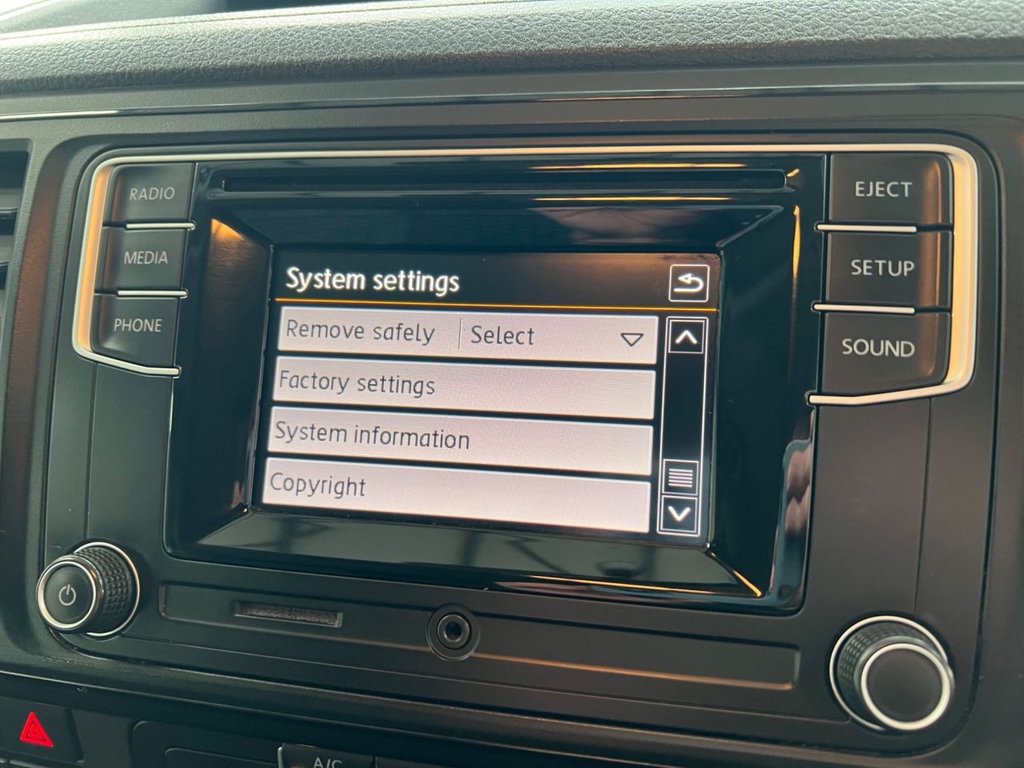 RADIO
MEDIA
PHONE
System settings
Remove safely Select
Factory settings
System information
Copyright
EJECT
SETUP
SOUND
A/C